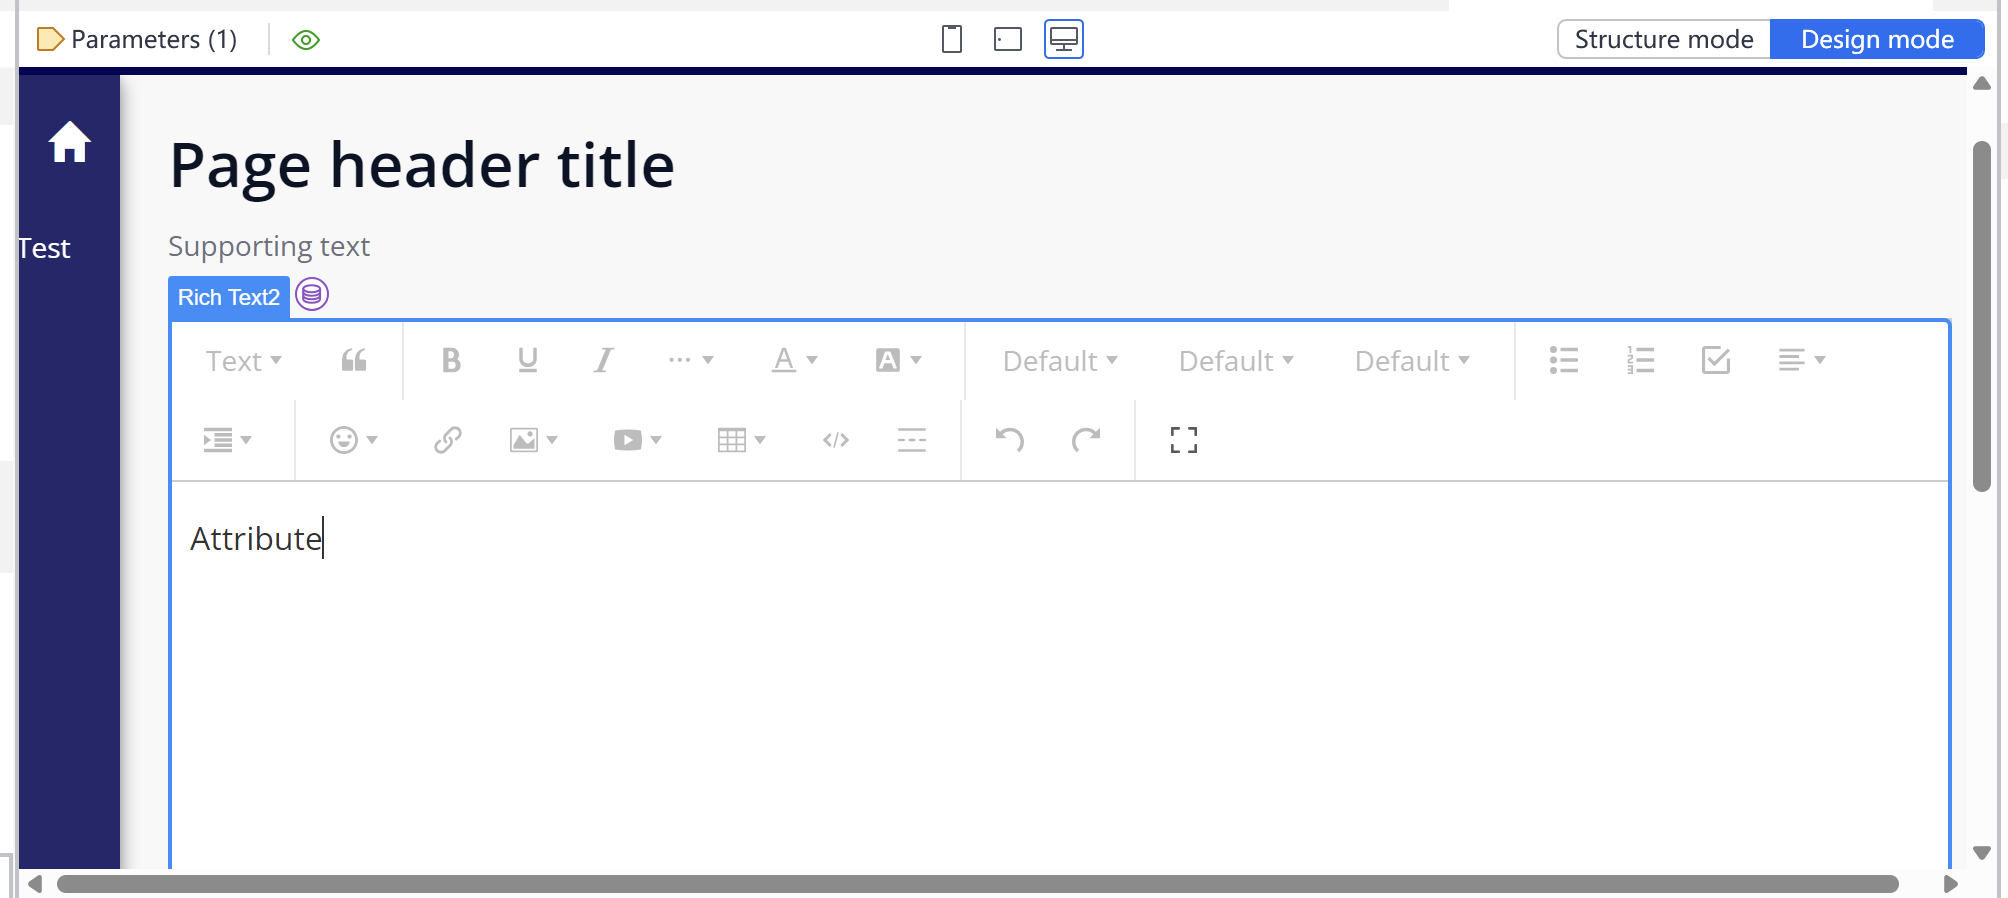 Parameters (1)
Structure mode
Design mode
Page header title
Test
Supporting text
Rich Text2
Text
B U I A A Default Default Default
Attribute